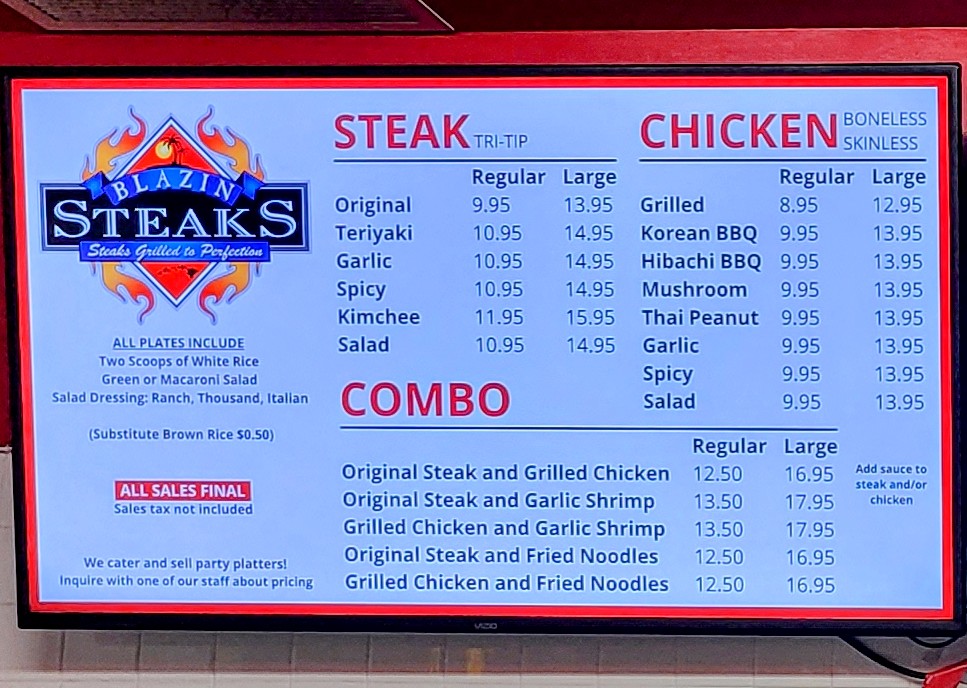 BLAZIN
STEAKS
Steaks Grilled to Perfection
ALL PLATES INCLUDE
Two Scoops of White Rice
Green or Macaroni Salad
Salad Dressing: Ranch, Thousand, Italian
(Substitute Brown Rice $0.50)
ALL SALES FINAL
Sales tax not included
We cater and sell party platters!
Inquire with one of our staff about pricing
STEAK TRI-TIP
Regular Large
Original 9.95 13.95
Teriyaki 10.95 14.95
Garlic 10.95 14.95
Spicy 10.95 14.95
Kimchee 11.95 15.95
Salad 10.95 14.95
CHICKEN BONELESS
SKINLESS
Regular Large
Grilled 8.95 12.95
Korean BBQ 9.95 13.95
Hibachi BBQ 9.95 13.95
Mushroom 9.95 13.95
Thai Peanut 9.95 13.95
Garlic 9.95 13.95
Spicy 9.95 13.95
Salad 9.95 13.95
COMBO
Regular Large
Original Steak and Grilled Chicken 12.50 16.95
Original Steak and Garlic Shrimp 13.50 17.95
Grilled Chicken and Garlic Shrimp 13.50 17.95
Original Steak and Fried Noodles 12.50 16.95
Grilled Chicken and Fried Noodles 12.50 16.95
Add sauce to
steak and/or
chicken
VIZIO